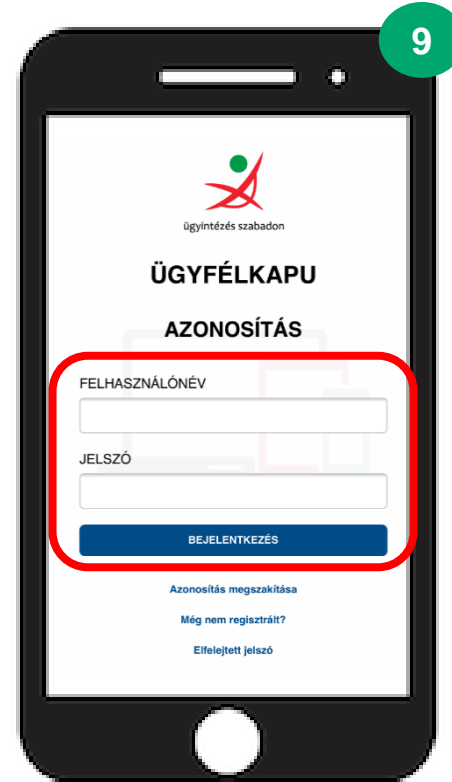 9
ügyintézés szabadon
ÜGYFÉLKAPU
AZONOSÍTÁS
FELHASZNÁLÓNÉV
JELSZÓ
BEJELENTKEZÉS
Azonosítás megszakítása
Még nem regisztrált?
Elfelejtett jelszó